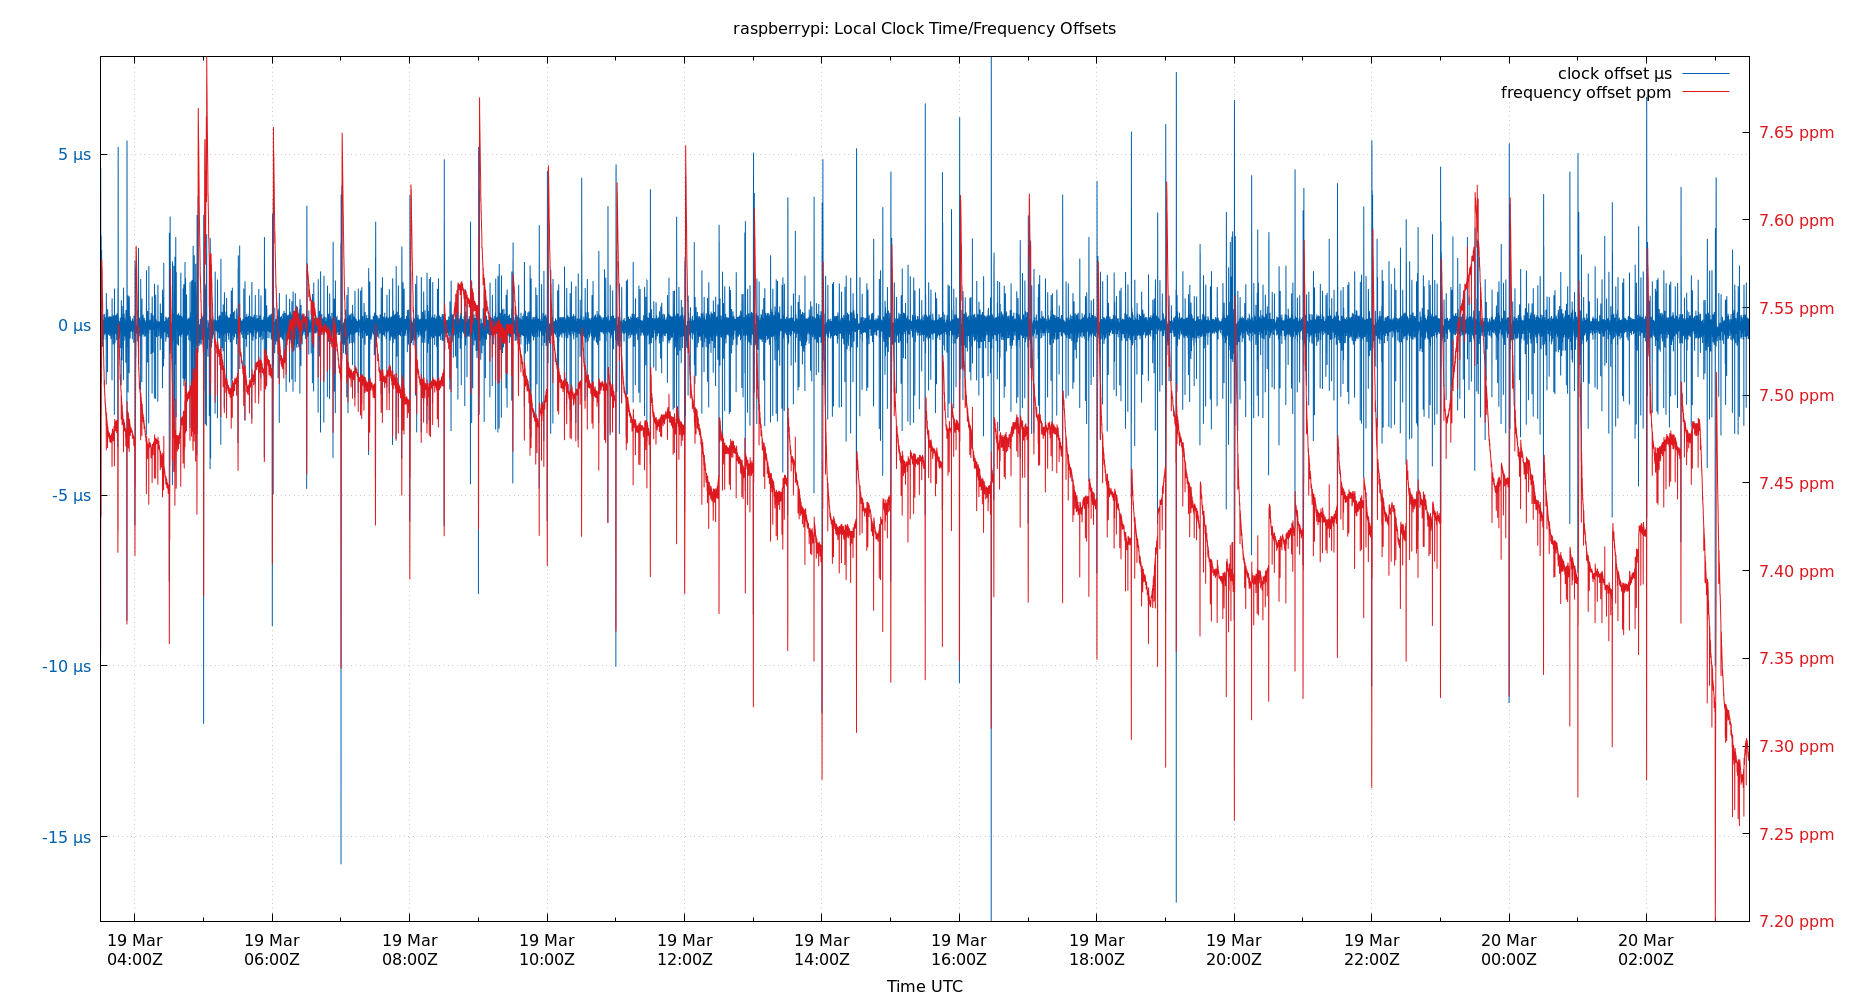 raspberrypi: Local Clock Time/Frequency Offsets
clock offset µs
frequency offset ppm
5 µs
0 µs
-5 µs
-10 µs
-15 µs
7.65 ppm
7.60 ppm
7.55 ppm
7.50 ppm
7.45 ppm
7.40 ppm
7.35 ppm
7.30 ppm
7.25 ppm
7.20 ppm
19 Mar 19 Mar 19 Mar 19 Mar 19 Mar 19 Mar 19 Mar 19 Mar 19 Mar 19 Mar 20 Mar 20 Mar
04:00Z 06:00Z 08:00Z 10:00Z 12:00Z 14:00Z 16:00Z 18:00Z 20:00Z 22:00Z 00:00Z 02:00Z
Time UTC